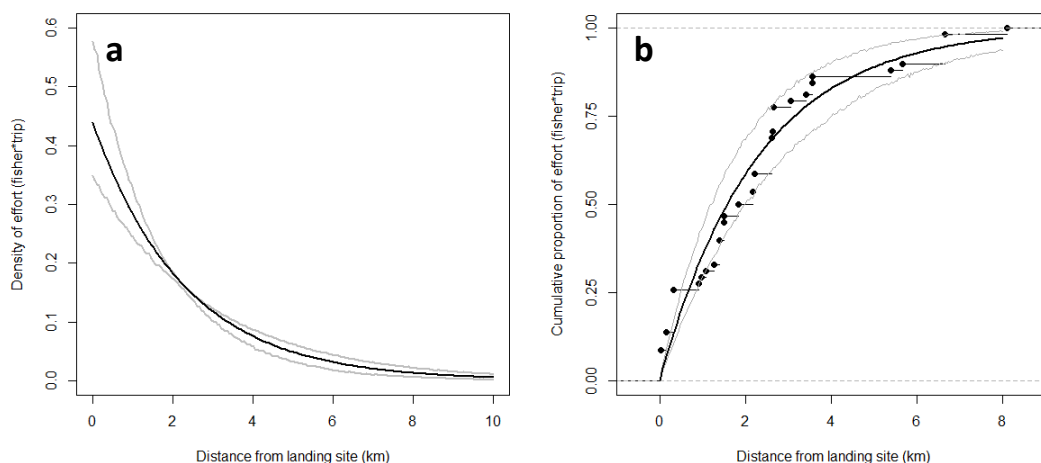 a
Density of effort (fisher*trip)
0.6
0.5
0.4
0.3
0.2
0.1
0.0
0 2 4 6 8 10
Distance from landing site (km)
b
Cumulative proportion of effort (fisher*trip)
1.00
0.75
0.50
0.25
0.00
0 2 4 6 8
Distance from landing site (km)